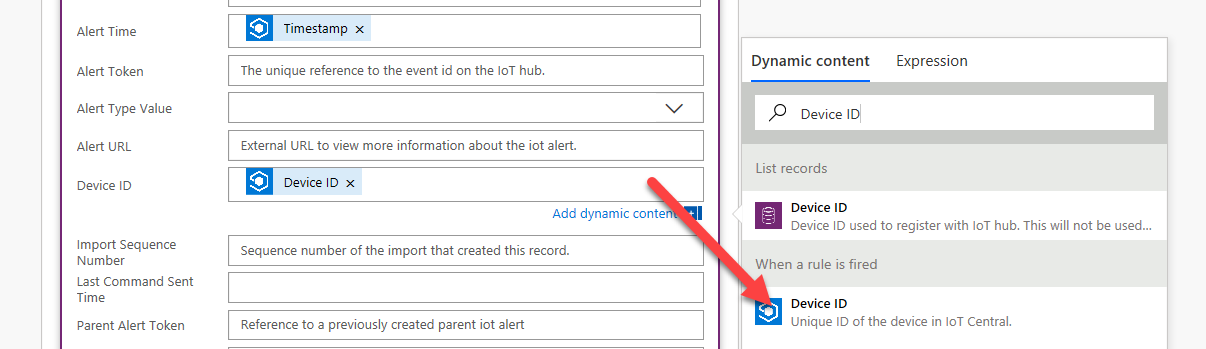 Alert Time
Timestamp ×
Alert Token
The unique reference to the event id on the IoT hub.
Alert Type Value
Alert URL
External URL to view more information about the iot alert.
Device ID
Device ID ×
Add dynamic content
Import Sequence
Number
Sequence number of the import that created this record.
Last Command Sent
Time
Parent Alert Token
Reference to a previously created parent iot alert
Dynamic content
Expression
Device ID
List records
Device ID
Device ID used to register with IoT hub. This will not be used...
When a rule is fired
Device ID
Unique ID of the device in IoT Central.